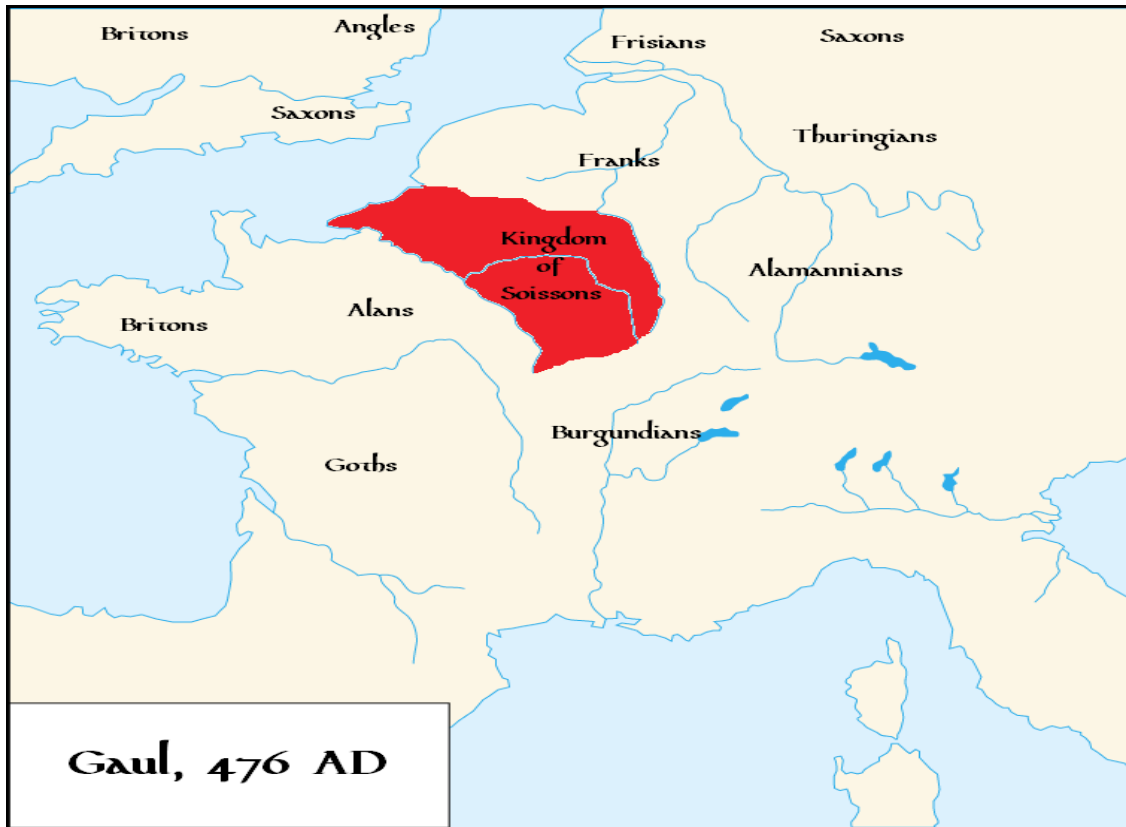 Britons
Angles
Frisians
Saxons
Saxons
Thuringians
Franks
Kingdom
of
Soissons
Alamannians
Alans
Britons
Burgundians
Goths
Gaul, 476 AD